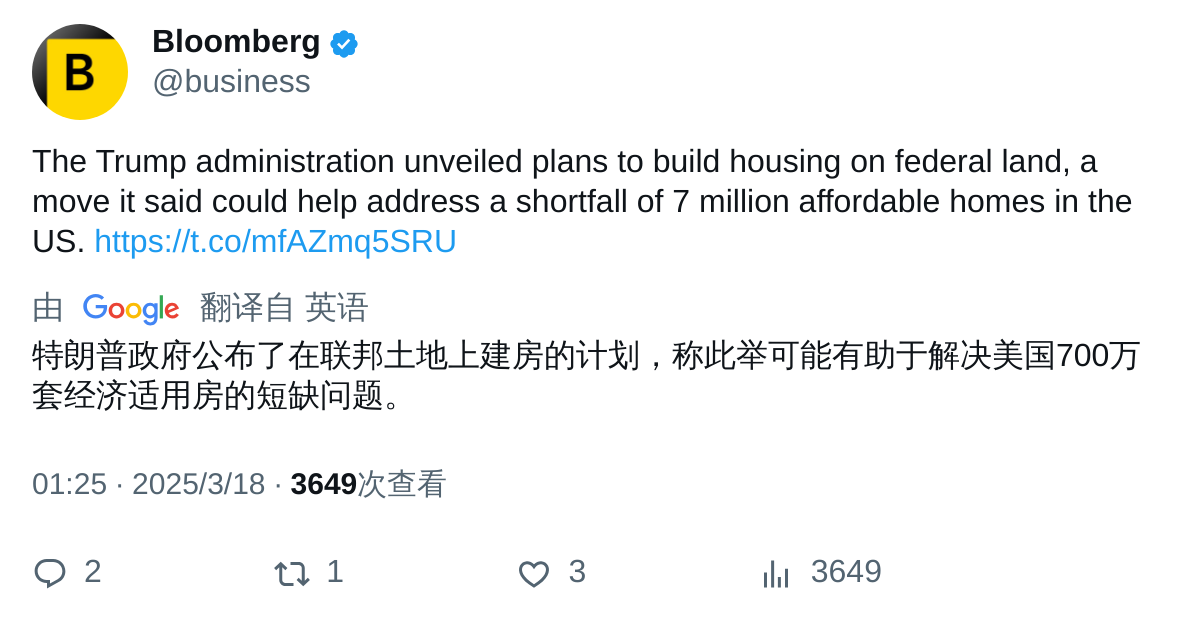 B
Bloomberg
@business
The Trump administration unveiled plans to build housing on federal land, a
move it said could help address a shortfall of 7 million affordable homes in the
US. https://t.co/mfAZmq5SRU
由 Google 翻译自 英语
特朗普政府公布了在联邦土地上建房的计划，称此举可能有助于解决美国700万
套经济适用房的短缺问题。
01:25 · 2025/3/18 · 3649次查看
2 1 3 3649